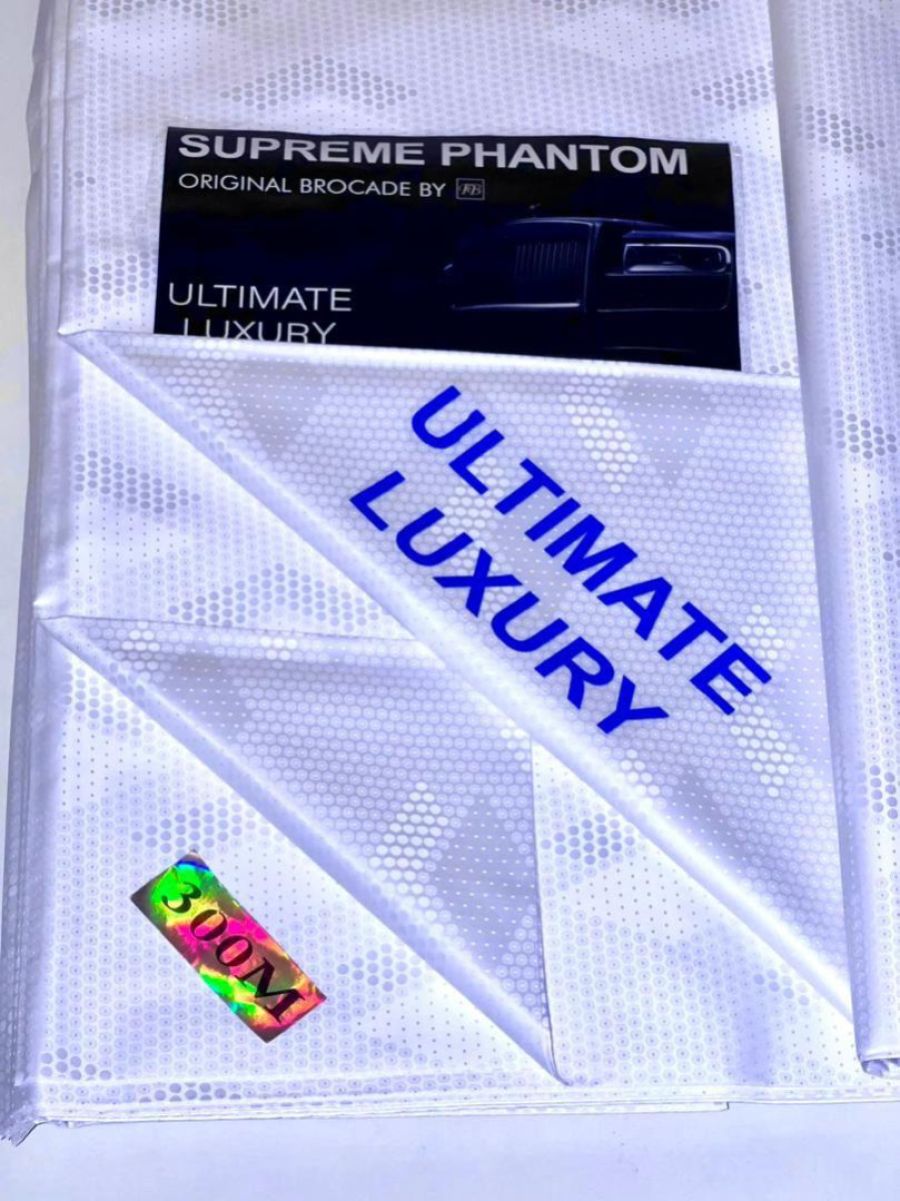 SUPREME PHANTOM
ORIGINAL BROCADE BY
ULTIMATE
LUXURY
ULTIMATE
LUXURY
300M